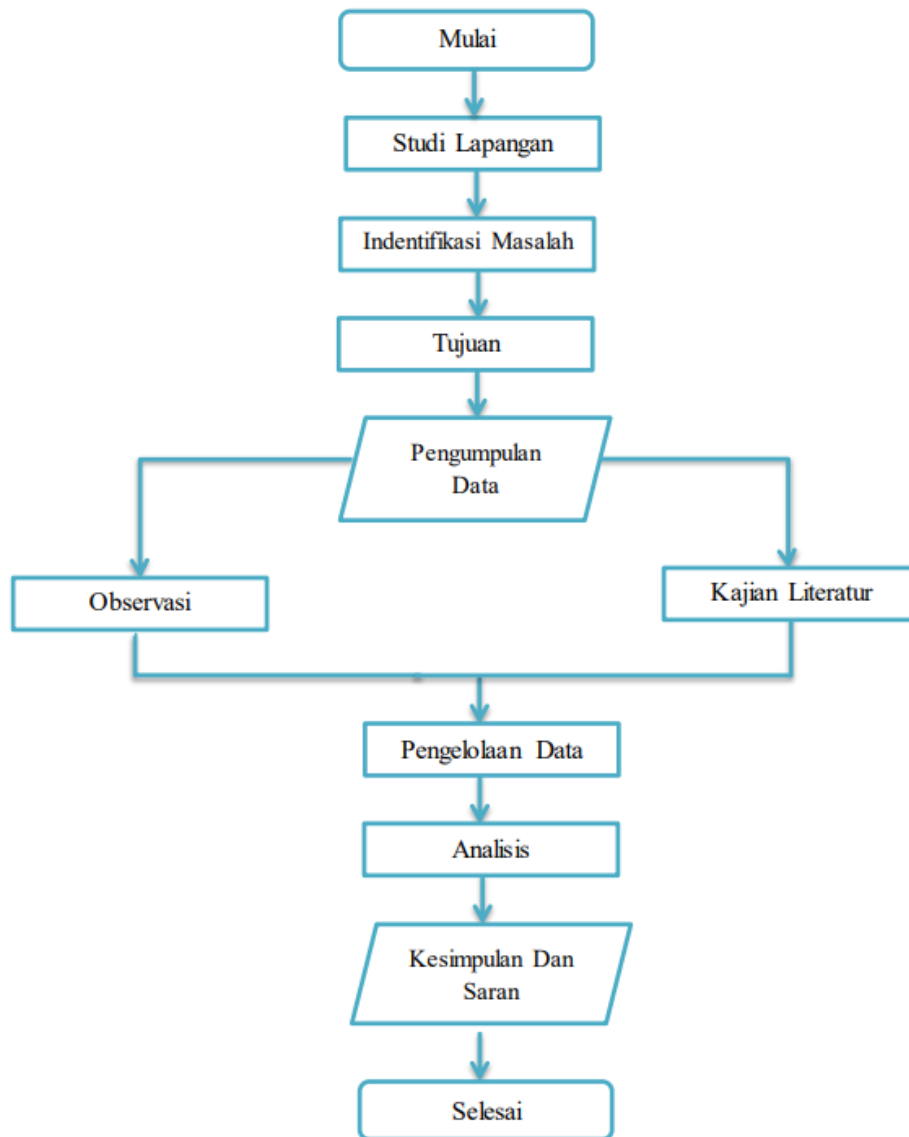 Mulai
Studi Lapangan
Indentifikasi Masalah
Tujuan
Pengumpulan
Data
Observasi
Kajian Literatur
Pengelolaan Data
Analisis
Kesimpulan Dan
Saran
Selesai